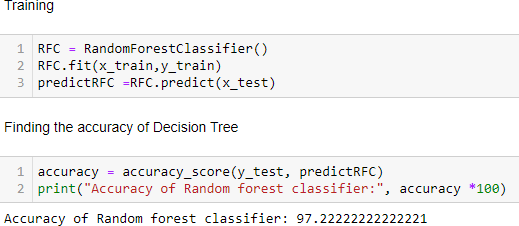 Training
1 RFC = RandomForestClassifier()
2 RFC.fit(x_train,y_train)
3 predictRFC =RFC.predict(x_test)
Finding the accuracy of Decision Tree
1 accuracy = accuracy_score(y_test, predictRFC)
2 print("Accuracy of Random forest classifier:", accuracy *100)
Accuracy of Random forest classifier: 97.22222222222221